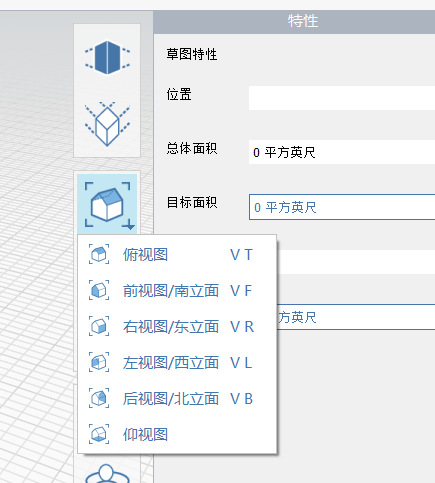 特性
草图特性
位置
总体面积
0 平方英尺
目标面积
0 平方英尺
俯视图 V T
前视图/南立面 V F
右视图/东立面 V R
平方英尺
左视图/西立面 V L
后视图/北立面 V B
仰视图